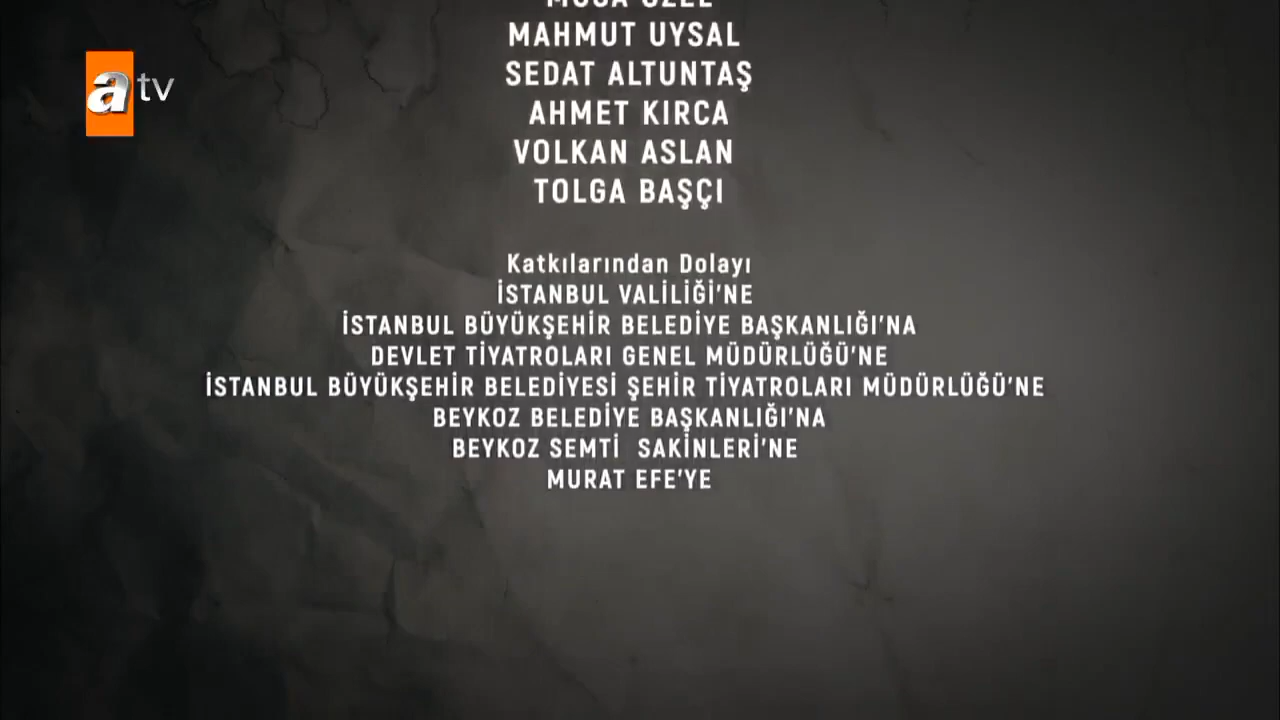 atv
MAHMUT UYSAL
SEDAT ALTUNTAŞ
AHMET KIRCA
VOLKAN ASLAN
TOLGA BAŞÇI
Katkılarından Dolayı
İSTANBUL VALİLİĞİ'NE
İSTANBUL BÜYÜKŞEHİR BELEDİYE BAŞKANLIĞI'NA
DEVLET TİYATROLARI GENEL MÜDÜRLÜĞÜ'NE
İSTANBUL BÜYÜKŞEHİR BELEDİYESİ ŞEHİR TİYATROLARI MÜDÜRLÜĞÜ'NE
BEYKOZ BELEDİYE BAŞKANLIĞI'NA
BEYKOZ SEMTİ SAKİNLERİ'NE
MURAT EFE'YE